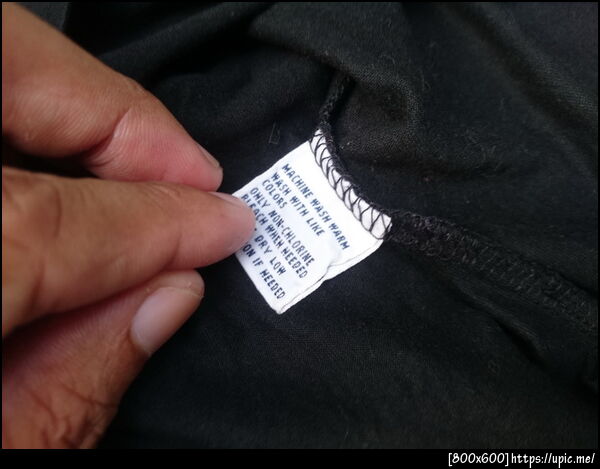 MACHINE WASH WARM
WASH WITH LIKE
COLORS
ONLY NON-CHLORINE
BLEACH WHEN NEEDED
DRY LOW
IF NEEDED
[800x600]https://upic.me/